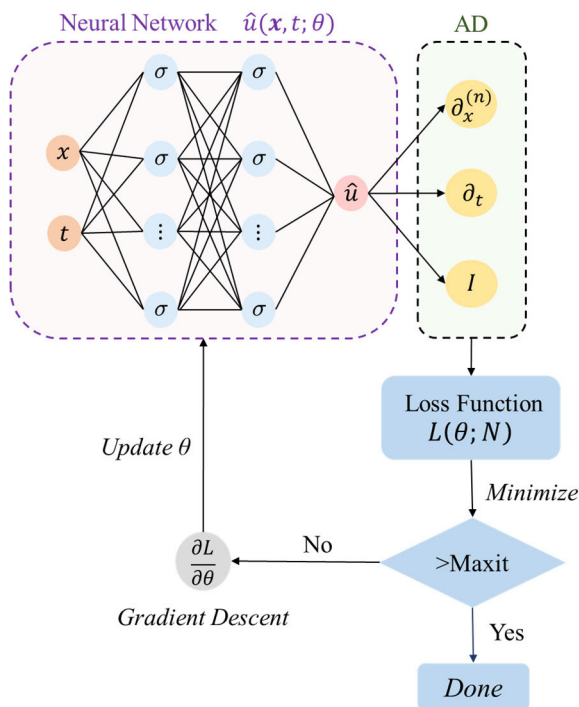 Neural Network û(𝒙, t; θ)
AD
σ σ
∂ₓ⁽ⁿ⁾
x
σ σ
û
∂ₜ
t
⋮ ⋮
σ σ
I
Loss Function
L(θ; N)
Update θ
Minimize
No
>Maxit
∂L
∂θ
Gradient Descent
Yes
Done